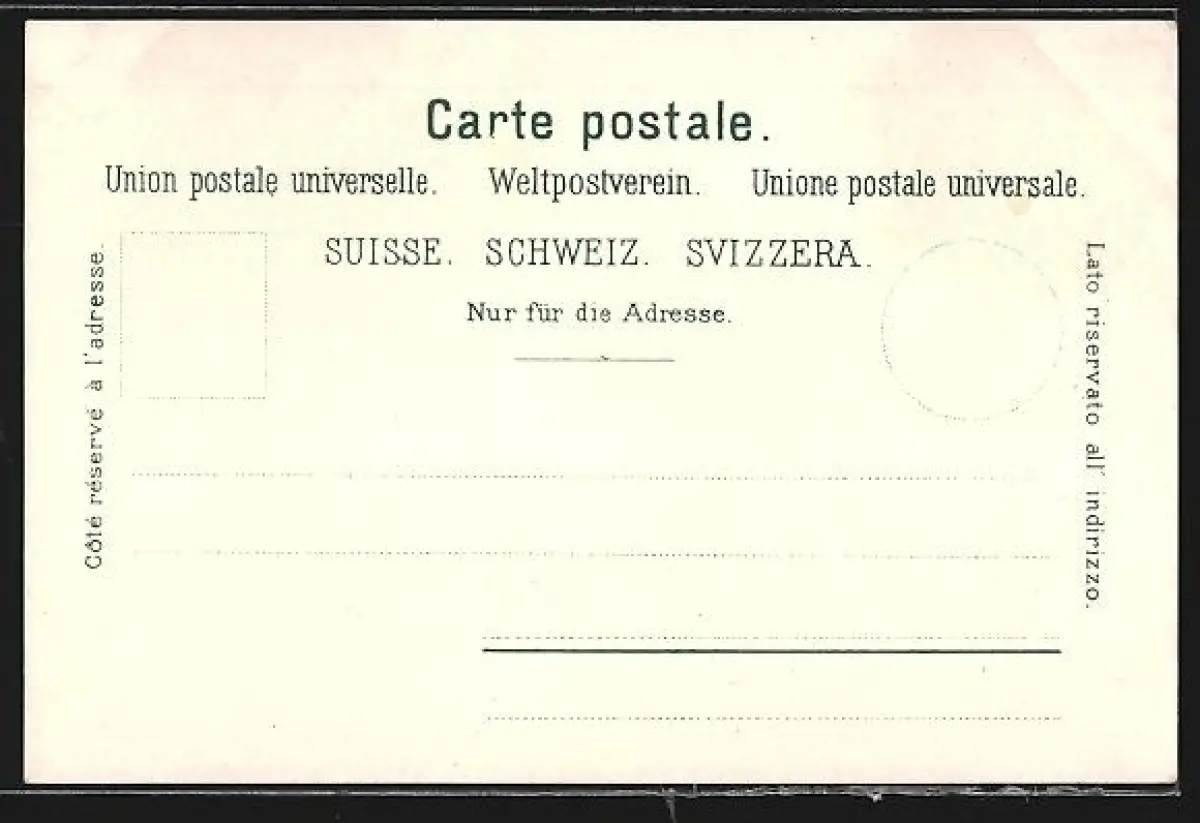 Carte postale.
Union postale universelle. Weltpostverein. Unione postale universale.
SUISSE. SCHWEIZ. SVIZZERA.
Nur für die Adresse.
Côté réservé à l'adresse.
Lato riservato all' indirizzo.